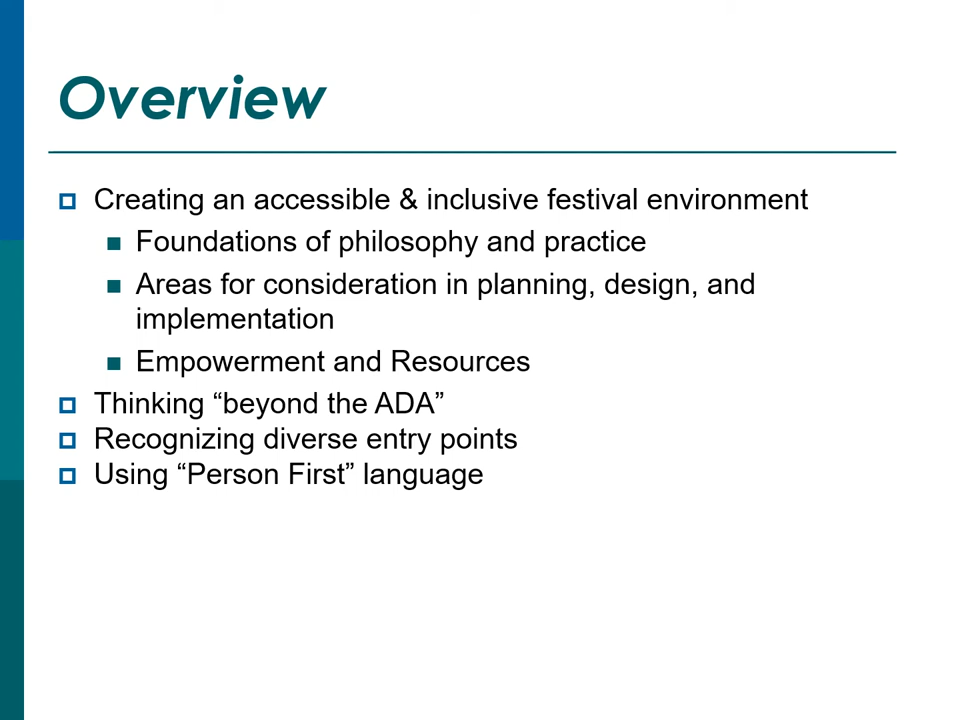 Overview
Creating an accessible & inclusive festival environment
Foundations of philosophy and practice
Areas for consideration in planning, design, and
implementation
Empowerment and Resources
Thinking “beyond the ADA”
Recognizing diverse entry points
Using “Person First” language